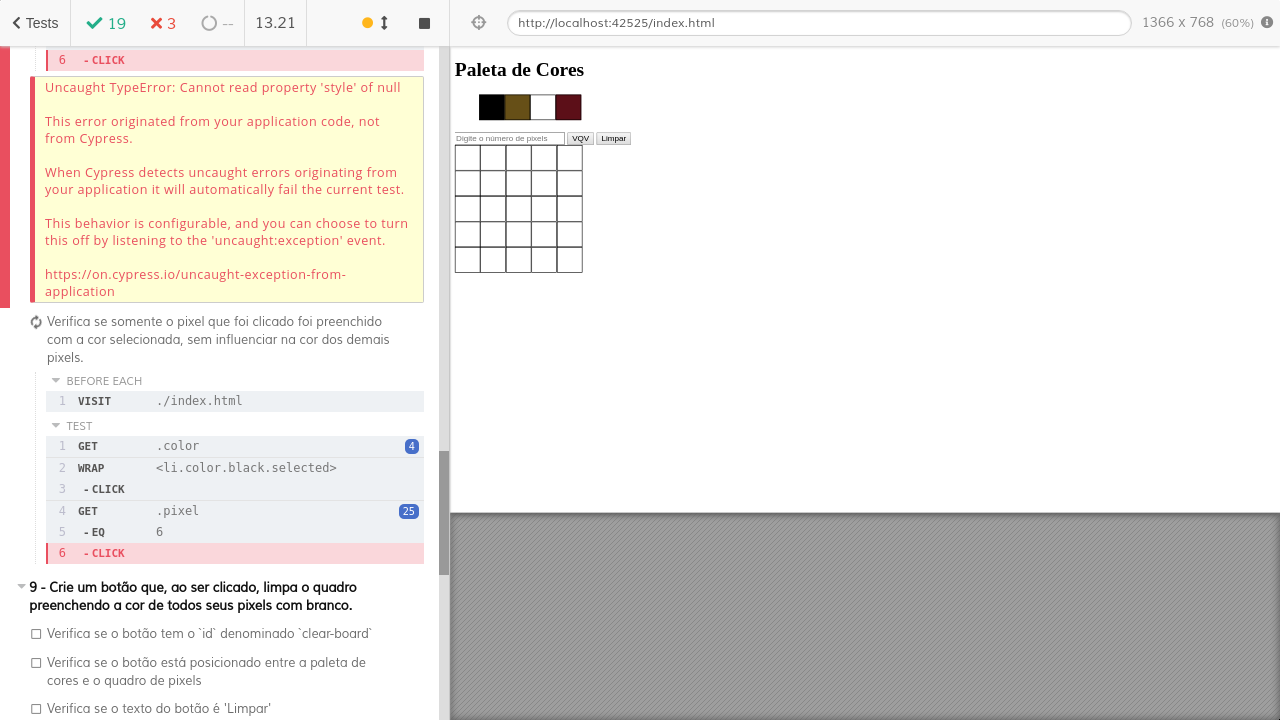 Tests
19
3
--
13.21
http://localhost:42525/index.html
1366 x 768 (60%)
6 - CLICK
Uncaught TypeError: Cannot read property 'style' of null
This error originated from your application code, not
from Cypress.
When Cypress detects uncaught errors originating from
your application it will automatically fail the current test.
This behavior is configurable, and you can choose to turn
this off by listening to the 'uncaught:exception' event.
https://on.cypress.io/uncaught-exception-from-
application
Verifica se somente o pixel que foi clicado foi preenchido
com a cor selecionada, sem influenciar na cor dos demais
pixels.
BEFORE EACH
1 VISIT ./index.html
TEST
1 GET .color 4
2 WRAP <li.color.black.selected>
3 - CLICK
4 GET .pixel 25
5 - EQ 6
6 - CLICK
9 - Crie um botão que, ao ser clicado, limpa o quadro
preenchendo a cor de todos seus pixels com branco.
Verifica se o botão tem o `id` denominado `clear-board`
Verifica se o botão está posicionado entre a paleta de
cores e o quadro de pixels
Verifica se o texto do botão é 'Limpar'
Paleta de Cores
Digite o número de pixels VQV Limpar